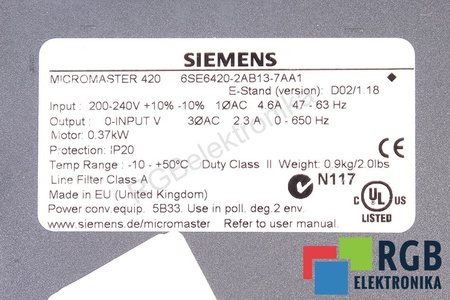 SIEMENS
MICROMASTER 420 6SE6420-2AB13-7AA1
E-Stand (version): D02/1.18
Input : 200-240V +10% -10% 1ØAC 4.6A 47 - 63 Hz
Output : 0-INPUT V 3ØAC 2.3 A 0 - 650 Hz
Motor: 0.37kW
Protection: IP20
Temp Range : -10 - +50°C Duty Class II Weight: 0.9kg/2.0lbs
Line Filter Class A
N117
Made in EU (United Kingdom)
Power conv.equip. 5B33. Use in poll. deg.2 env.
www.siemens.de/micromaster Refer to user manual.
CE
C UL US
LISTED
RGBelektronika
RGB
ELEKTRONIKA